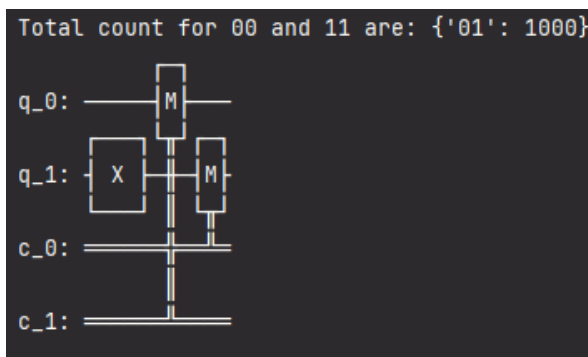 Total count for 00 and 11 are: {'01': 1000}
M
q_0:
q_1: X M
c_0:
c_1: